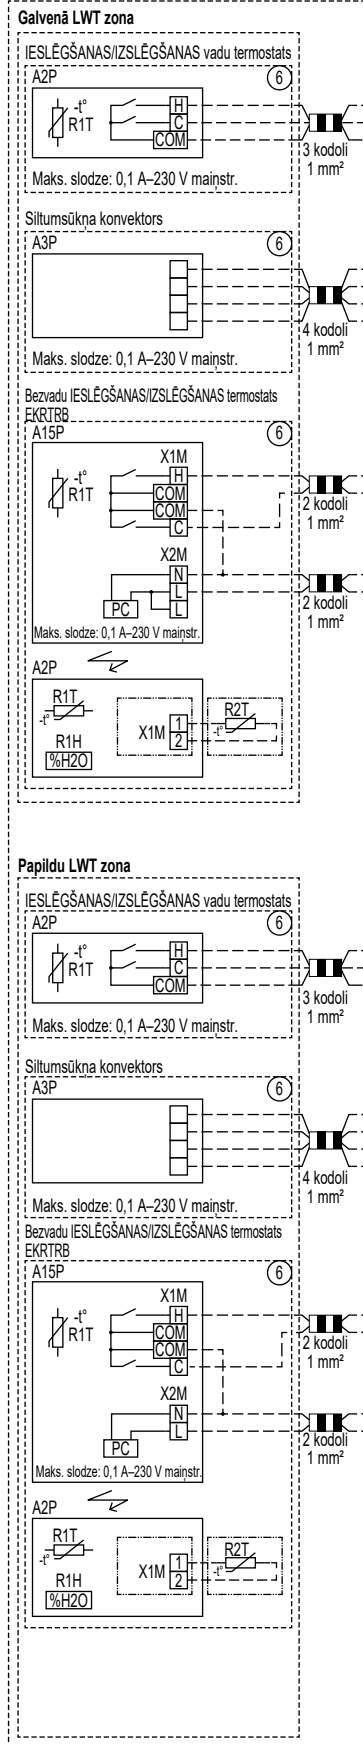 Galvenā LWT zona
IESLĒGŠANAS/IZSLĒGŠANAS vadu termostats
A2P
6
-t°
R1T
H
C
COM
3 kodoli
1 mm²
Maks. slodze: 0,1 A–230 V maiņstr.
Siltumsūkņa konvektors
A3P
6
4 kodoli
1 mm²
Maks. slodze: 0,1 A–230 V maiņstr.
Bezvadu IESLĒGŠANAS/IZSLĒGŠANAS termostats
EKRTRB
A15P
6
X1M
-t°
R1T
H
COM
COM
C
2 kodoli
1 mm²
X2M
N
L
L
PC
2 kodoli
1 mm²
Maks. slodze: 0,1 A–230 V maiņstr.
A2P
R1T
-t°
R1H
%H2O
X1M
1
2
R2T
-t°
Papildu LWT zona
IESLĒGŠANAS/IZSLĒGŠANAS vadu termostats
A2P
6
-t°
R1T
H
C
COM
3 kodoli
1 mm²
Maks. slodze: 0,1 A–230 V maiņstr.
Siltumsūkņa konvektors
A3P
6
4 kodoli
1 mm²
Maks. slodze: 0,1 A–230 V maiņstr.
Bezvadu IESLĒGŠANAS/IZSLĒGŠANAS termostats
EKRTRB
A15P
6
X1M
-t°
R1T
H
COM
COM
C
2 kodoli
1 mm²
X2M
N
L
PC
2 kodoli
1 mm²
Maks. slodze: 0,1 A–230 V maiņstr.
A2P
R1T
-t°
R1H
%H2O
X1M
1
2
R2T
-t°